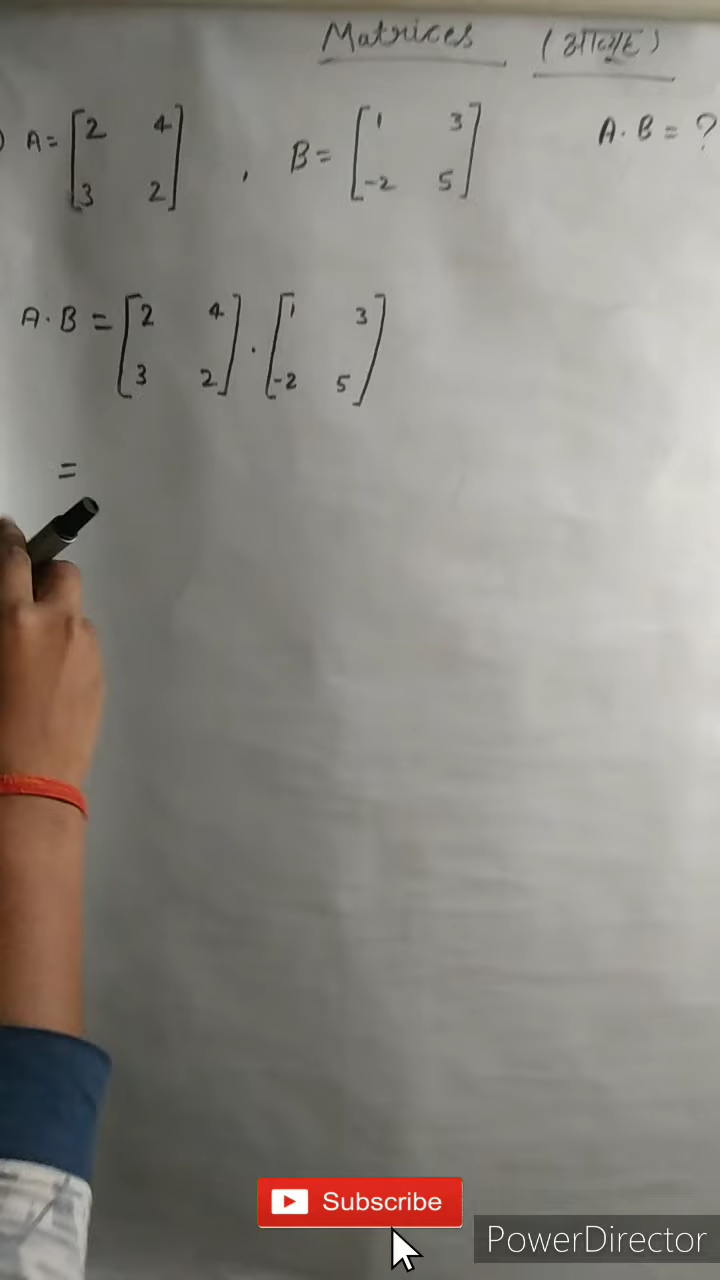 Matrices (आव्यूह)
) A = [2 4 , B = [1 3 A. B = ?
3 2] -2 5]
A. B = [2 4 . [1 3
3 2] -2 5]
=
Subscribe
PowerDirector